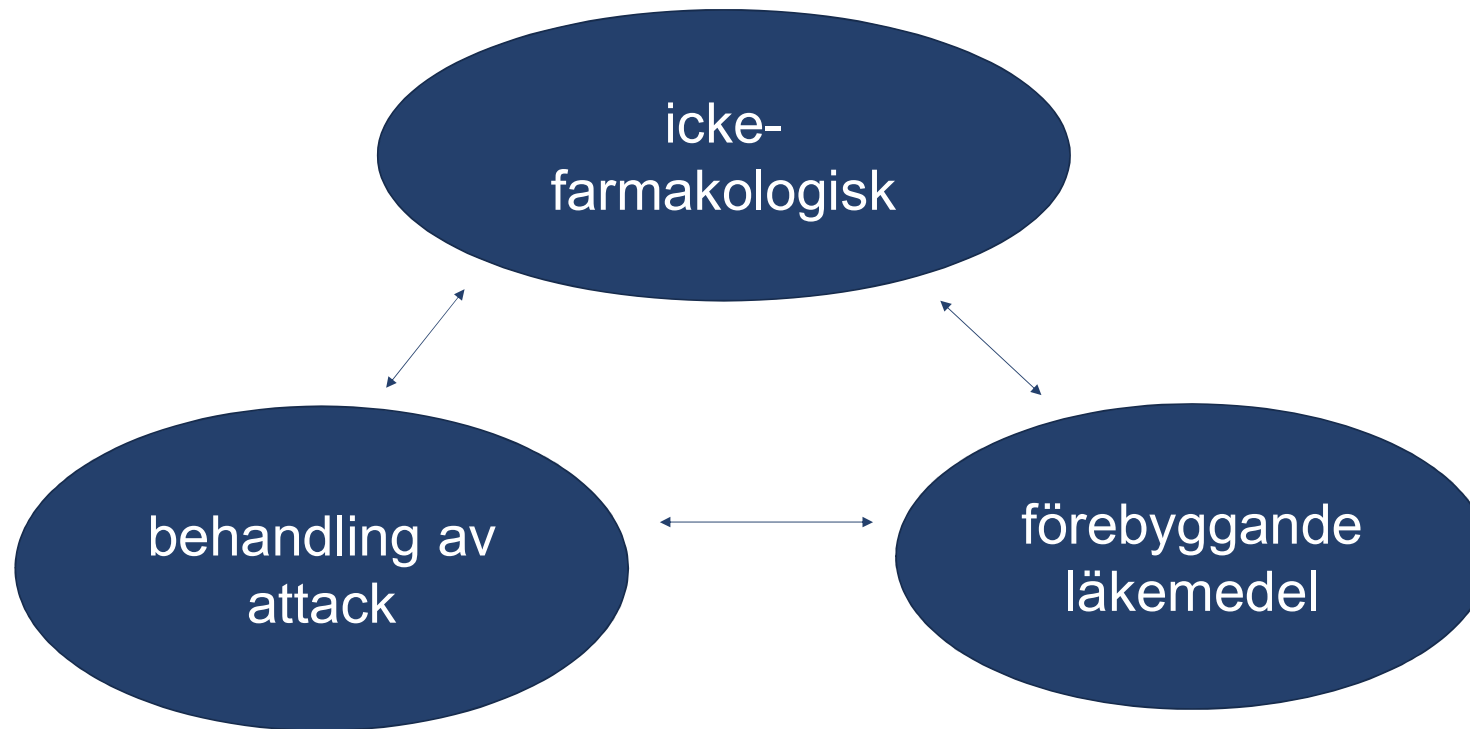 icke-
farmakologisk
behandling av
attack
förebyggande
läkemedel